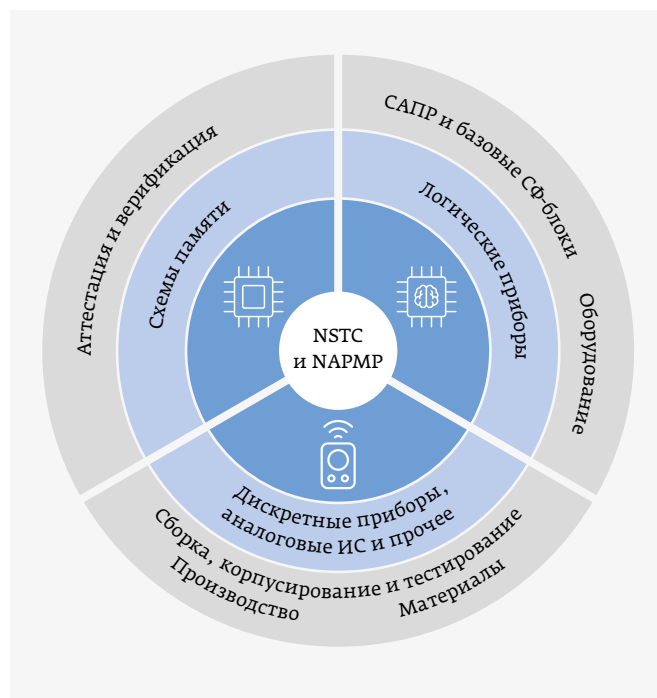 САПР и базовые СФ-блоки
Оборудование
Аттестация и верификация
Логические приборы
Схемы памяти
NSTC
и NAPMP
Дискретные приборы,
аналоговые ИС и прочее
Сборка, корпусирование и тестирование
Производство
Материалы